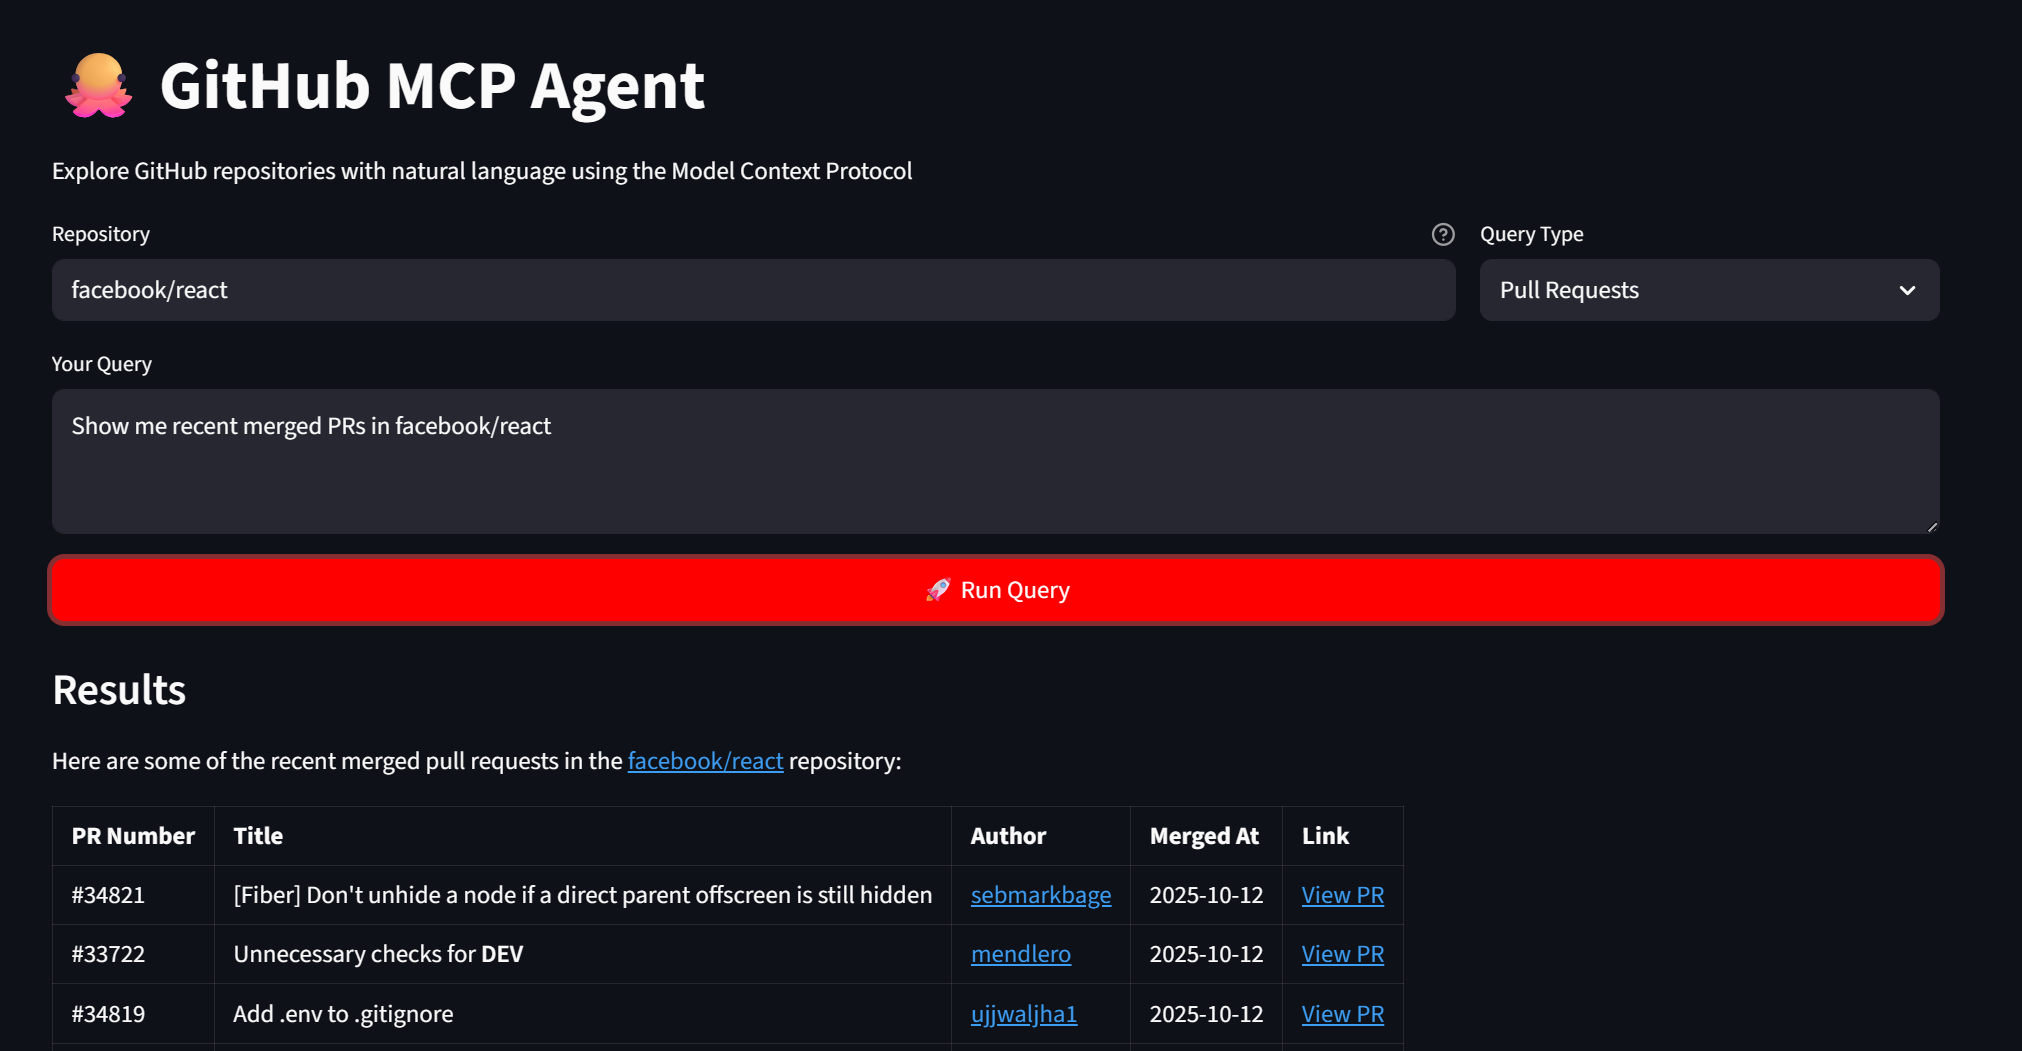 GitHub MCP Agent
Explore GitHub repositories with natural language using the Model Context Protocol
Repository
Query Type
facebook/react
Pull Requests
Your Query
Show me recent merged PRs in facebook/react
🚀 Run Query
Results
Here are some of the recent merged pull requests in the facebook/react repository:
PR Number Title Author Merged At Link
#34821 [Fiber] Don't unhide a node if a direct parent offscreen is still hidden sebmarkbage 2025-10-12 View PR
#33722 Unnecessary checks for DEV mendlero 2025-10-12 View PR
#34819 Add .env to .gitignore ujjwaljha1 2025-10-12 View PR